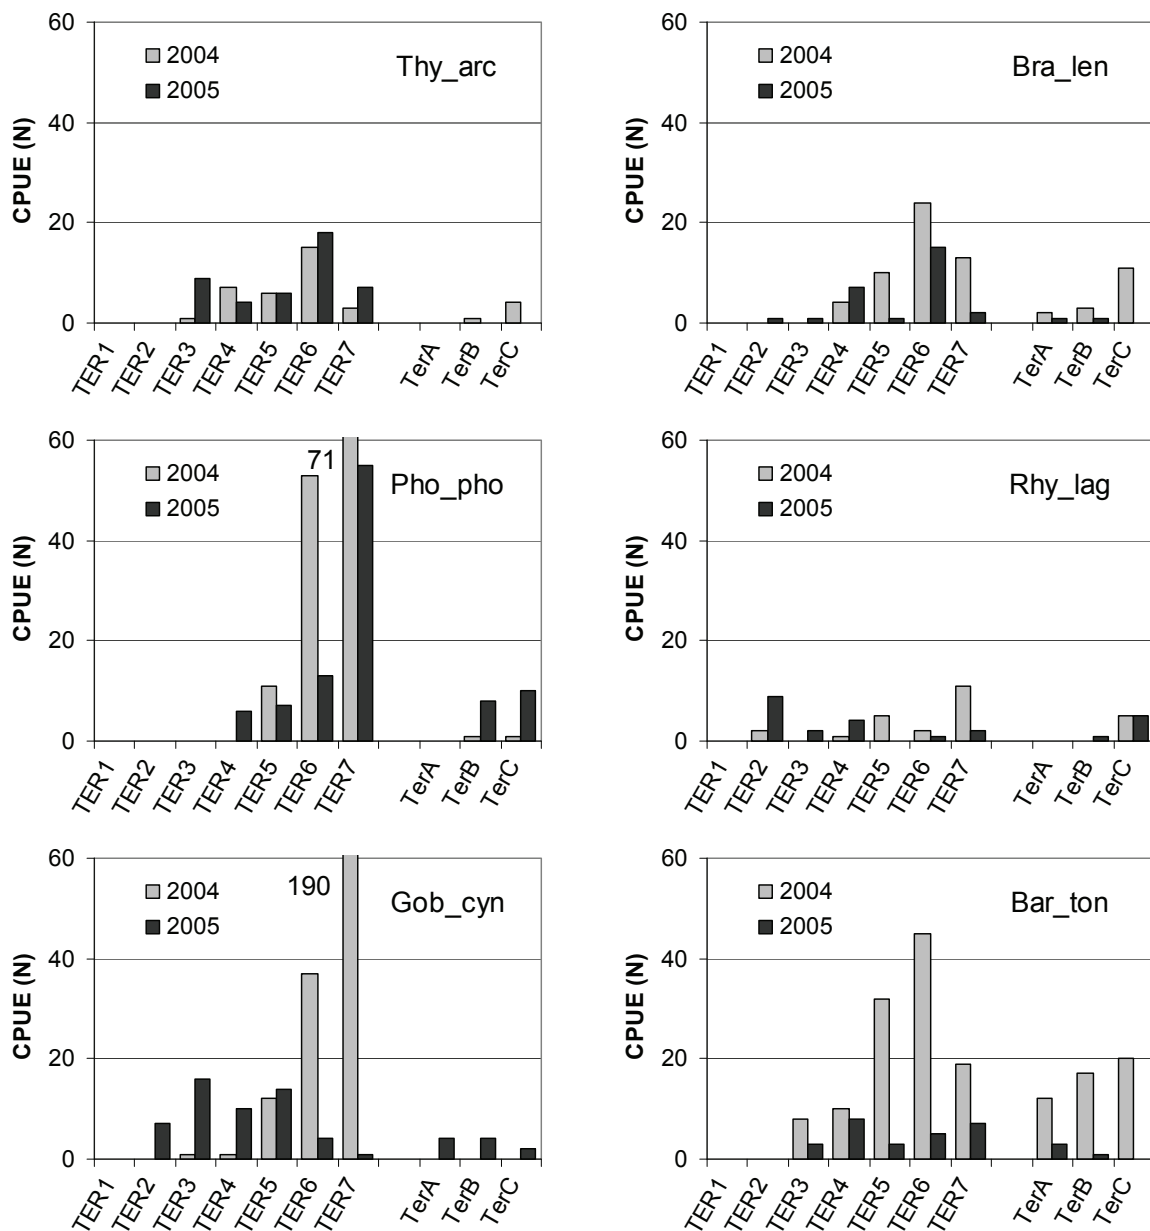 60
40
20
0
CPUE (N)
2004
2005
Thy_arc
TER1
TER2
TER3
TER4
TER5
TER6
TER7
TerA
TerB
TerC
60
40
20
0
CPUE (N)
2004
2005
Bra_len
TER1
TER2
TER3
TER4
TER5
TER6
TER7
TerA
TerB
TerC
60
40
20
0
CPUE (N)
2004
2005
71
Pho_pho
TER1
TER2
TER3
TER4
TER5
TER6
TER7
TerA
TerB
TerC
60
40
20
0
CPUE (N)
2004
2005
Rhy_lag
TER1
TER2
TER3
TER4
TER5
TER6
TER7
TerA
TerB
TerC
60
40
20
0
CPUE (N)
2004
2005
190
Gob_cyn
TER1
TER2
TER3
TER4
TER5
TER6
TER7
TerA
TerB
TerC
60
40
20
0
CPUE (N)
2004
2005
Bar_ton
TER1
TER2
TER3
TER4
TER5
TER6
TER7
TerA
TerB
TerC